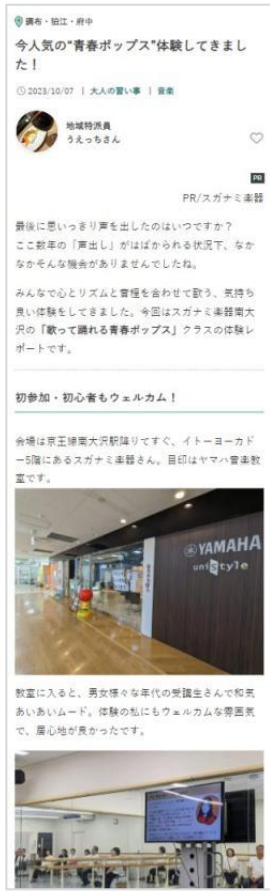 調布・狛江・府中
今人気の“青春ポップス”体験してきまし
た！
2023/10/07 | 大人の習い事 | 音楽
地域特派員
うえっちさん
PR
PR/スガナミ楽器
最後に思いっきり声を出したのはいつですか？
ここ数年の「声出し」がはばかられる状況下、なか
なかそんな機会がありませんでしたね。
みんなで心とリズムと音程を合わせて歌う、気持ち
良い体験をしてきました。今回はスガナミ楽器南大
沢の「歌って踊れる青春ポップス」クラスの体験レ
ポートです。
初参加・初心者もウェルカム！
会場は京王線南大沢駅降りてすぐ、イトーヨーカド
ー5階にあるスガナミ楽器さん。目印はヤマハ音楽教
室です。
YAMAHA
unistyle
教室に入ると、男女様々な年代の受講生さんで和気
あいあいムード。体験の私にもウェルカムな雰囲気
で、居心地が良かったです。